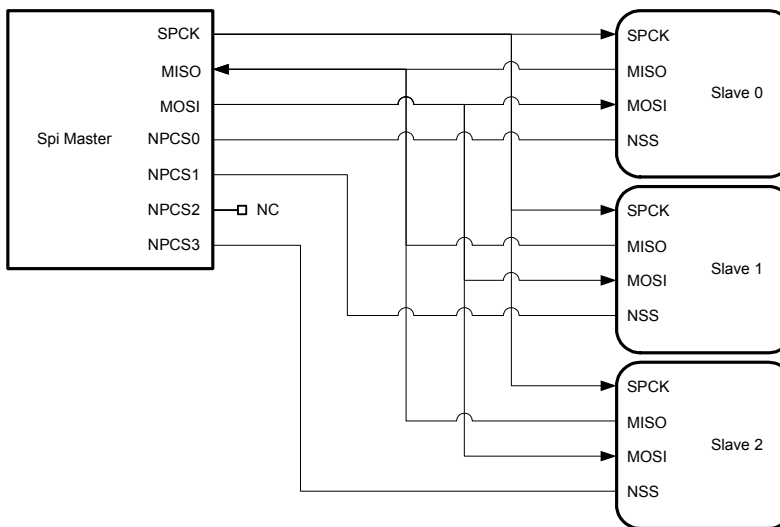 Spi Master
SPCK
MISO
MOSI
NPCS0
NPCS1
NPCS2
NC
NPCS3
SPCK
MISO
MOSI
NSS
Slave 0
SPCK
MISO
MOSI
NSS
Slave 1
SPCK
MISO
MOSI
NSS
Slave 2